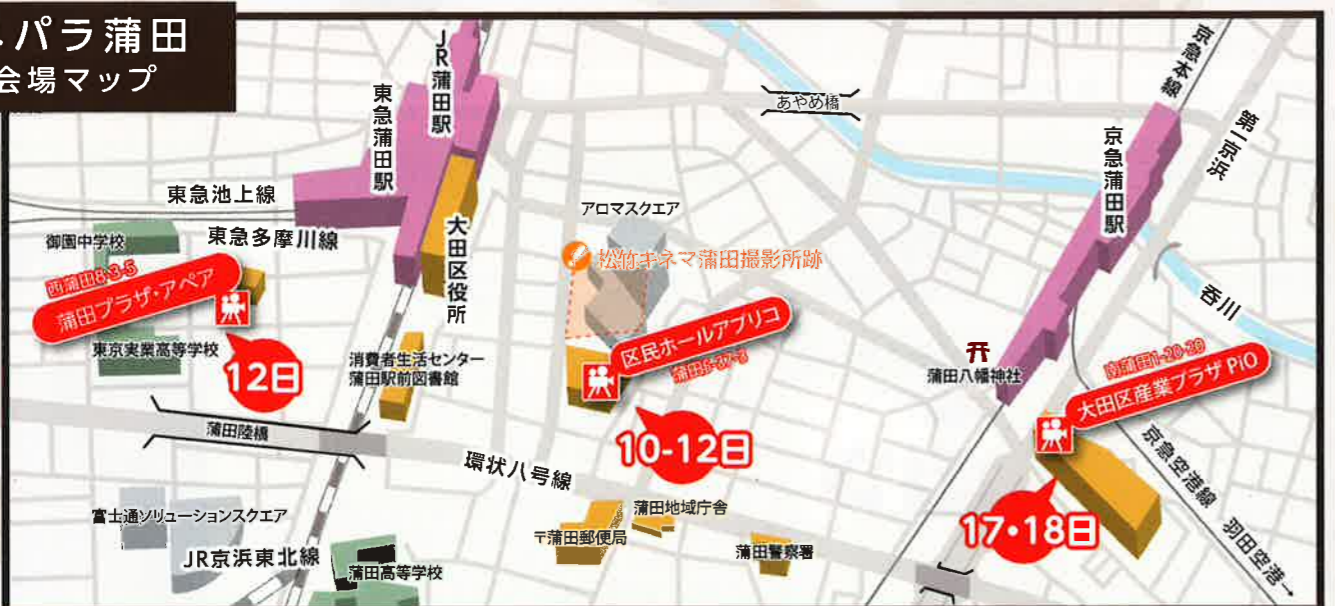 パラ蒲田
会場マップ
JR蒲田駅
東急蒲田駅
東急池上線
東急多摩川線
御園中学校
西蒲田8-3-5
蒲田プラザ・アペア
東京実業高等学校
12日
大田区役所
消費者生活センター
蒲田駅前図書館
蒲田陸橋
富士通ソリューションスクエア
JR京浜東北線
蒲田高等学校
アロマスクエア
松竹キネマ蒲田撮影所跡
区民ホールアプリコ
蒲田5-37-3
10-12日
環状八号線
〒蒲田郵便局
蒲田地域庁舎
蒲田警察署
あやめ橋
京急本線
第一京浜
京急蒲田駅
呑川
蒲田八幡神社
南蒲田1-20-20
大田区産業プラザ PiO
17・18日
京急空港線
羽田空港→